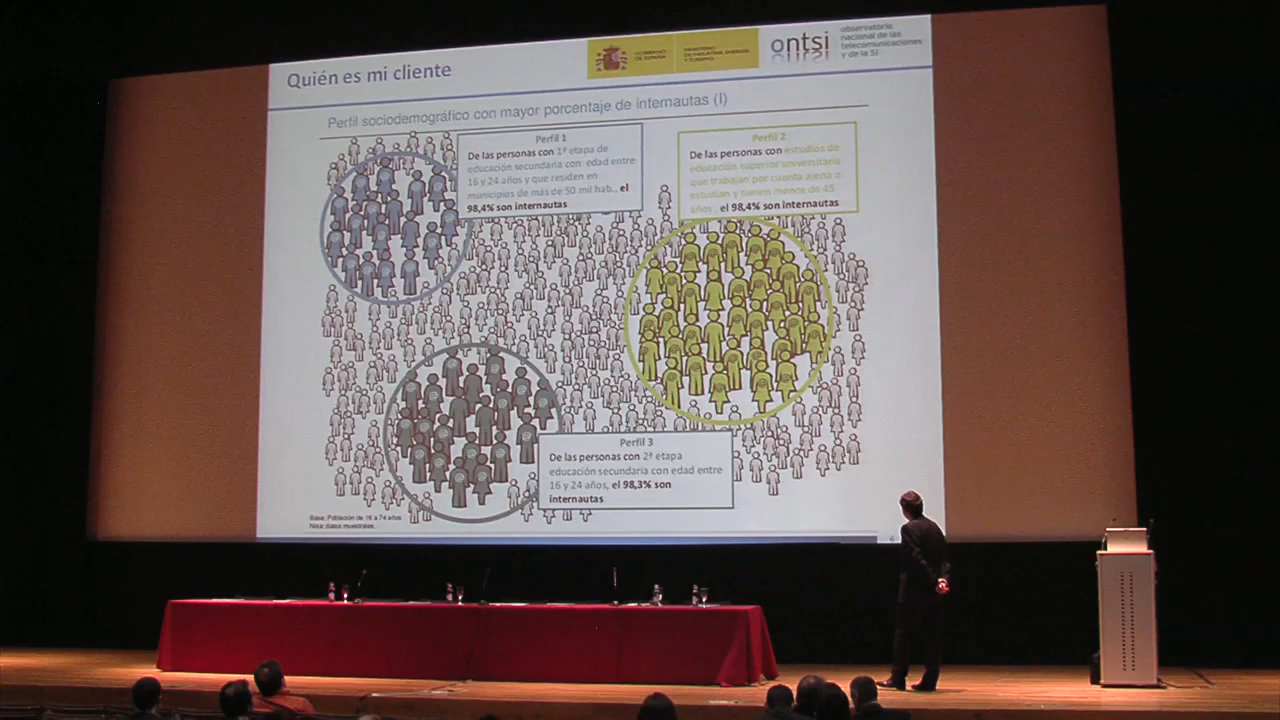 Quién es mi cliente
GOBIERNO
DE ESPAÑA
MINISTERIO
DE INDUSTRIA, ENERGÍA
Y TURISMO
ontsi
observatorio
nacional de las
telecomunicaciones
y de la SI
Perfil sociodemográfico con mayor porcentaje de internautas (I)
Perfil 1
De las personas con 1ª etapa de
educación secundaria con edad entre
16 y 24 años y que residen en
municipios de más de 50 mil hab., el
98,4% son internautas
Perfil 2
De las personas con estudios de
educación superior universitaria
que trabajan por cuenta ajena o
estudian y tienen menos de 45
años, el 98,4% son internautas
Perfil 3
De las personas con 2ª etapa
educación secundaria con edad entre
16 y 24 años, el 98,3% son
internautas
Base: Población de 16 a 74 años
Nota: datos muestrales
6